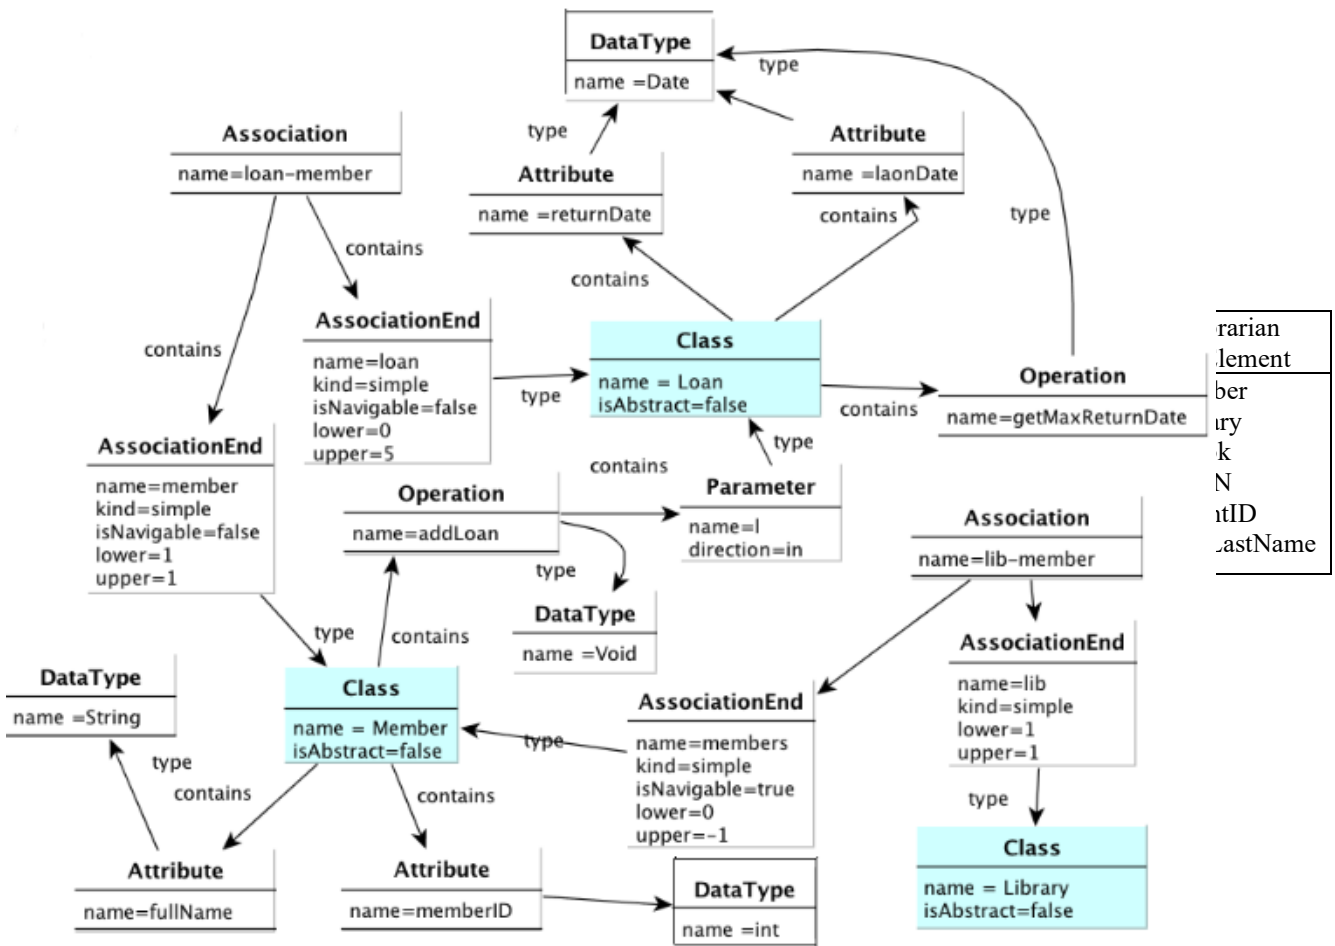 DataType
name =Date
type
type
Association
name=loan-member
Attribute
name =returnDate
Attribute
name =laonDate
contains
type
contains
contains
contains
AssociationEnd
name=loan
kind=simple
isNavigable=false
lower=0
upper=5
type
Class
name = Loan
isAbstract=false
contains
Operation
name=getMaxReturnDate
type
AssociationEnd
name=member
kind=simple
isNavigable=false
lower=1
upper=1
Operation
name=addLoan
contains
Parameter
name=l
direction=in
type
DataType
name =Void
Association
name=lib-member
type
contains
DataType
name =String
Class
name = Member
isAbstract=false
type
AssociationEnd
name=members
kind=simple
isNavigable=true
lower=0
upper=-1
AssociationEnd
name=lib
kind=simple
lower=1
upper=1
type
contains
contains
type
Attribute
name=fullName
Attribute
name=memberID
DataType
name =int
Class
name = Library
isAbstract=false